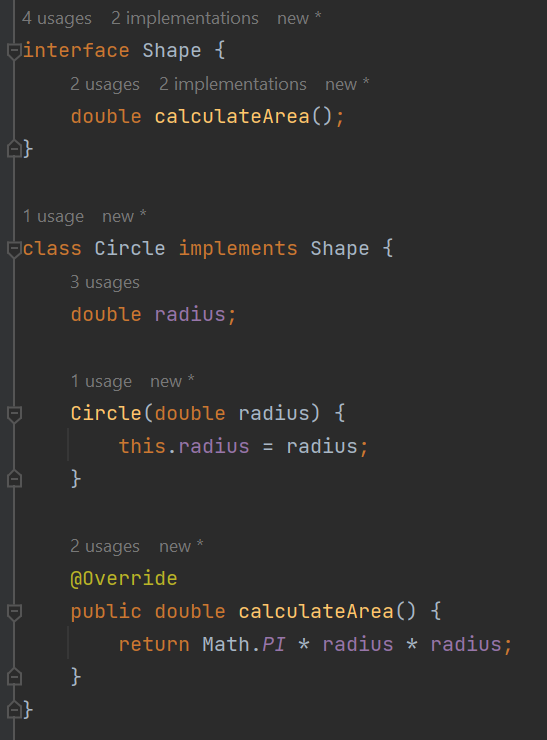 4 usages   2 implementations   new *
interface Shape {
    2 usages   2 implementations   new *
    double calculateArea();
}
1 usage   new *
class Circle implements Shape {
    3 usages
    double radius;
    1 usage   new *
    Circle(double radius) {
        this.radius = radius;
    }
    2 usages   new *
    @Override
    public double calculateArea() {
        return Math.PI * radius * radius;
    }
}